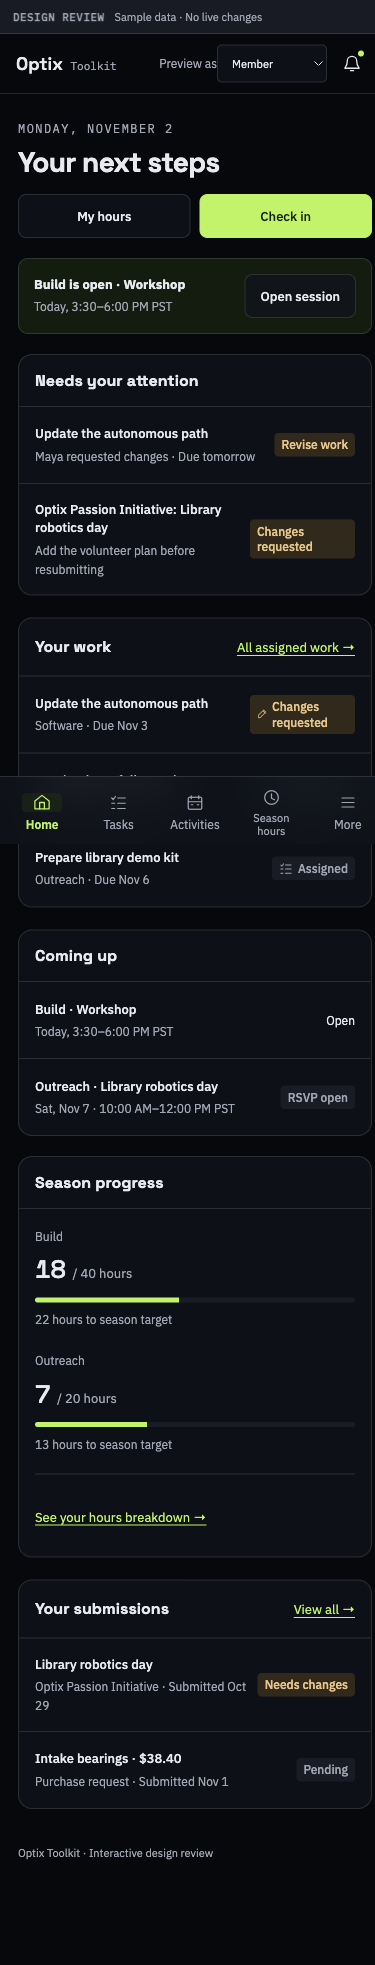 DESIGN REVIEW Sample data · No live changes
Optix Toolkit Preview as Member
MONDAY, NOVEMBER 2
Your next steps
My hours Check in
Build is open · Workshop
Today, 3:30–6:00 PM PST
Open session
Needs your attention
Update the autonomous path
Maya requested changes · Due tomorrow
Revise work
Optix Passion Initiative: Library
robotics day
Add the volunteer plan before
resubmitting
Changes
requested
Your work All assigned work →
Update the autonomous path
Software · Due Nov 3
Changes
requested
Home Tasks Activities Season
hours More
Prepare library demo kit
Outreach · Due Nov 6
Assigned
Coming up
Build · Workshop
Today, 3:30–6:00 PM PST
Open
Outreach · Library robotics day
Sat, Nov 7 · 10:00 AM–12:00 PM PST
RSVP open
Season progress
Build
18 / 40 hours
22 hours to season target
Outreach
7 / 20 hours
13 hours to season target
See your hours breakdown →
Your submissions View all →
Library robotics day
Optix Passion Initiative · Submitted Oct
29
Needs changes
Intake bearings · $38.40
Purchase request · Submitted Nov 1
Pending
Optix Toolkit · Interactive design review